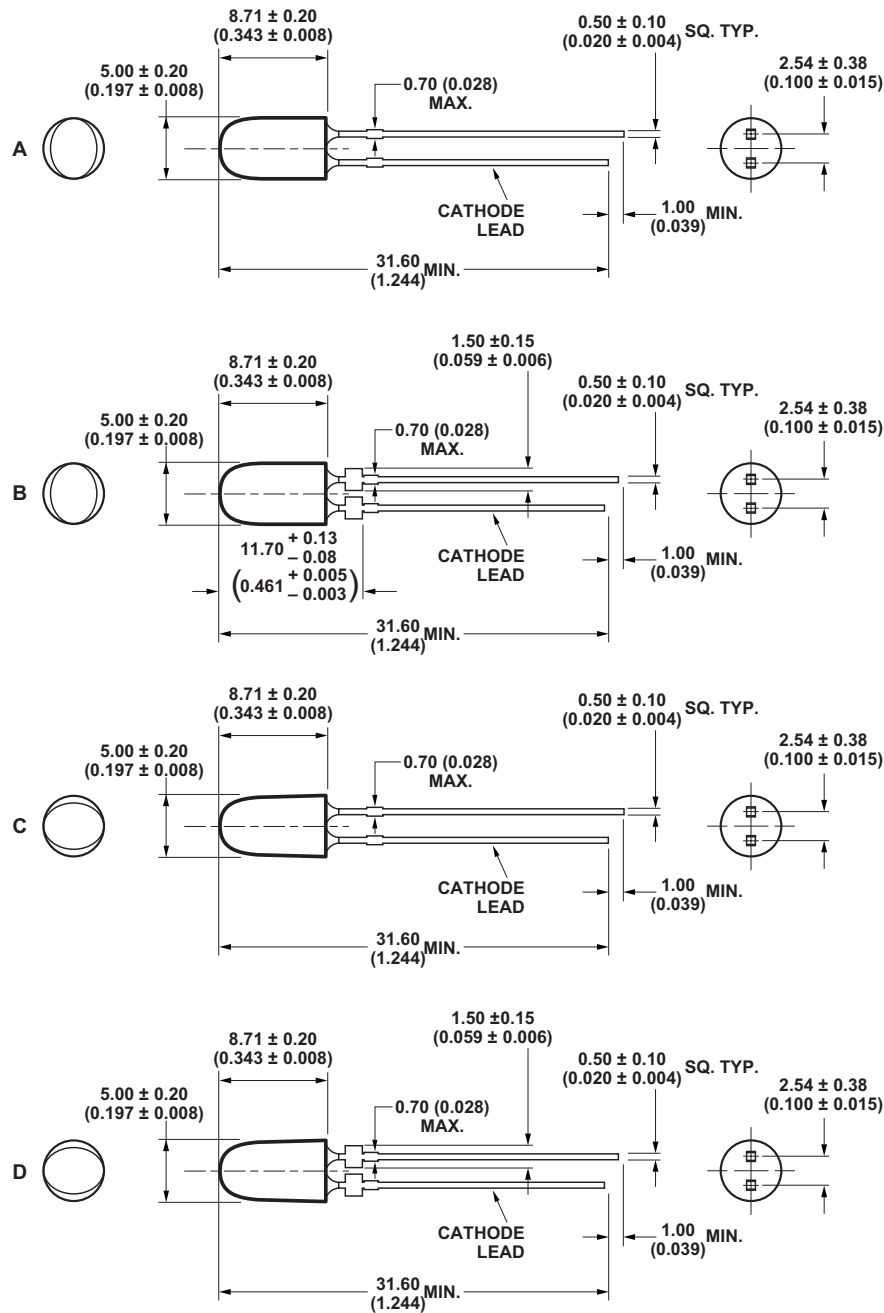 8.71 ± 0.20
(0.343 ± 0.008)
5.00 ± 0.20
(0.197 ± 0.008)
0.70 (0.028)
MAX.
0.50 ± 0.10
(0.020 ± 0.004) SQ. TYP.
2.54 ± 0.38
(0.100 ± 0.015)
A
CATHODE
LEAD
1.00
(0.039) MIN.
31.60
(1.244) MIN.
8.71 ± 0.20
(0.343 ± 0.008)
1.50 ±0.15
(0.059 ± 0.006)
5.00 ± 0.20
(0.197 ± 0.008)
0.70 (0.028)
MAX.
0.50 ± 0.10
(0.020 ± 0.004) SQ. TYP.
2.54 ± 0.38
(0.100 ± 0.015)
B
11.70 + 0.13
– 0.08
(0.461 + 0.005
– 0.003)
CATHODE
LEAD
1.00
(0.039) MIN.
31.60
(1.244) MIN.
8.71 ± 0.20
(0.343 ± 0.008)
5.00 ± 0.20
(0.197 ± 0.008)
0.70 (0.028)
MAX.
0.50 ± 0.10
(0.020 ± 0.004) SQ. TYP.
2.54 ± 0.38
(0.100 ± 0.015)
C
CATHODE
LEAD
1.00
(0.039) MIN.
31.60
(1.244) MIN.
8.71 ± 0.20
(0.343 ± 0.008)
1.50 ±0.15
(0.059 ± 0.006)
5.00 ± 0.20
(0.197 ± 0.008)
0.70 (0.028)
MAX.
0.50 ± 0.10
(0.020 ± 0.004) SQ. TYP.
2.54 ± 0.38
(0.100 ± 0.015)
D
CATHODE
LEAD
1.00
(0.039) MIN.
31.60
(1.244) MIN.